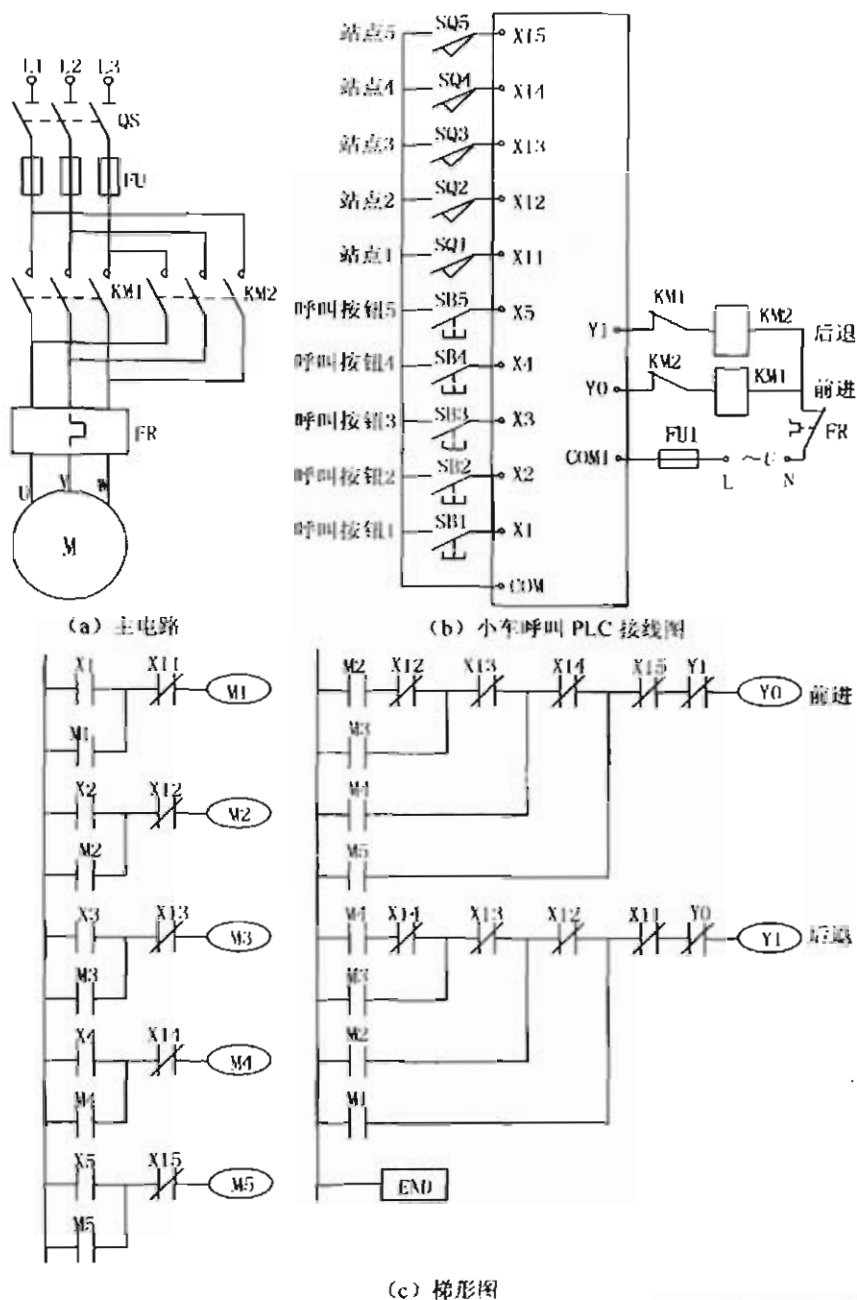 L1 L2 L3
QS
FU
KM1
KM2
FR
U V W
M
(a) 主电路
站点5 SQ5 X15
站点4 SQ4 X14
站点3 SQ3 X13
站点2 SQ2 X12
站点1 SQ1 X11
呼叫按钮5 SB5 X5
呼叫按钮4 SB4 X4
呼叫按钮3 SB3 X3
呼叫按钮2 SB2 X2
呼叫按钮1 SB1 X1
COM
Y1 KM1 KM2 后退
Y0 KM2 KM1 前进
FR
COM1 FU1 L ～U N
(b) 小车呼叫 PLC 接线图
X1 X11 M1
M1
X2 X12 M2
M2
X3 X13 M3
M3
X4 X14 M4
M4
X5 X15 M5
M5
M2 X12 X13 X14 X15 Y1 Y0 前进
M3
M4
M5
M4 X14 X13 X12 X11 Y0 Y1 后退
M3
M2
M1
END
(c) 梯形图